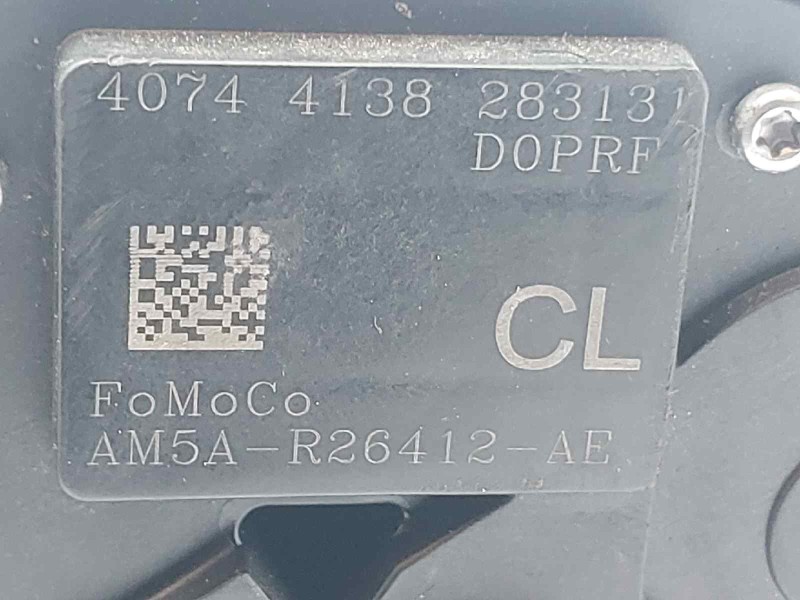 4074 4138 283131
D0PRF
CL
FoMoCo
AM5A-R26412-AE